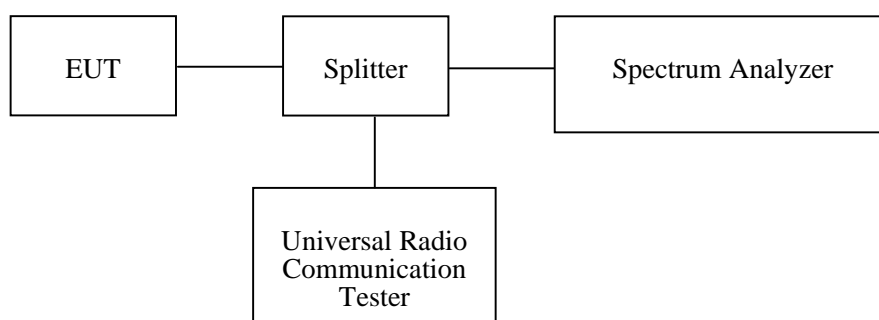 EUT
Splitter
Spectrum Analyzer
Universal Radio
Communication
Tester